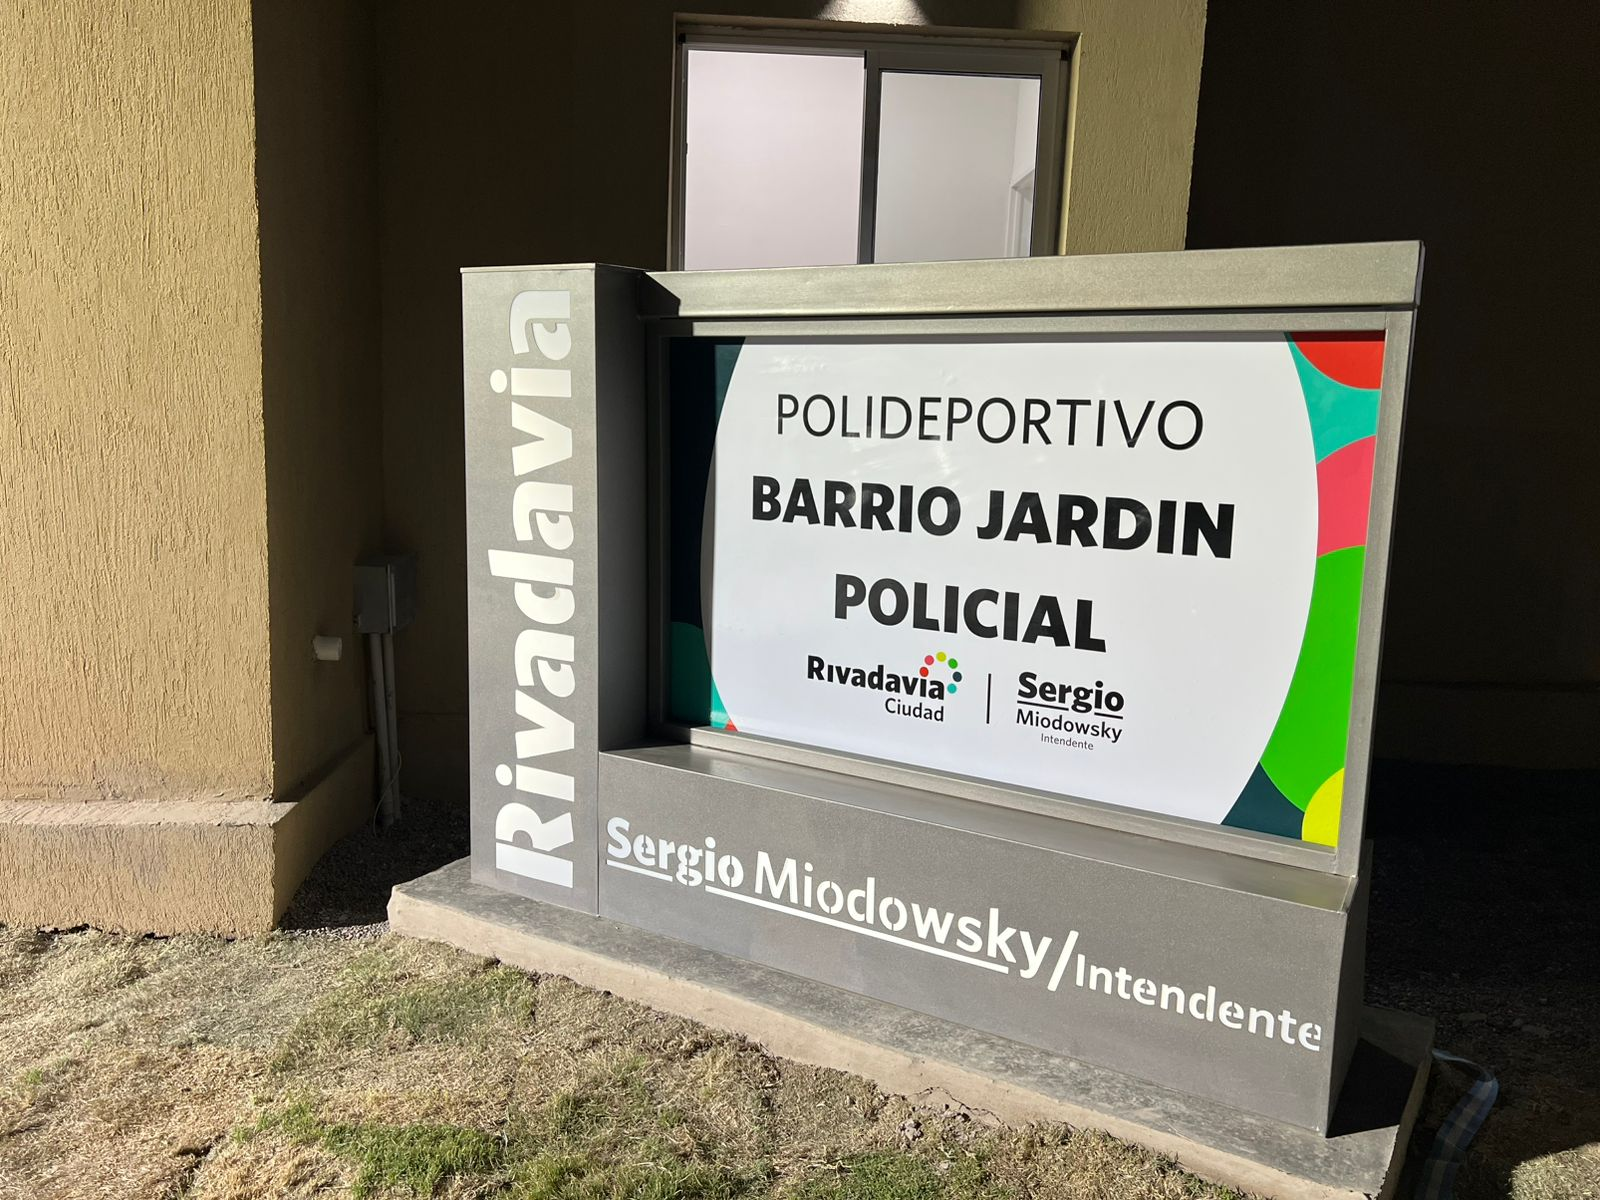 Rivadavia
POLIDEPORTIVO
BARRIO JARDIN
POLICIAL
Rivadavia
Ciudad
Sergio
Miodowsky
Intendente
Sergio Miodowsky/Intendente